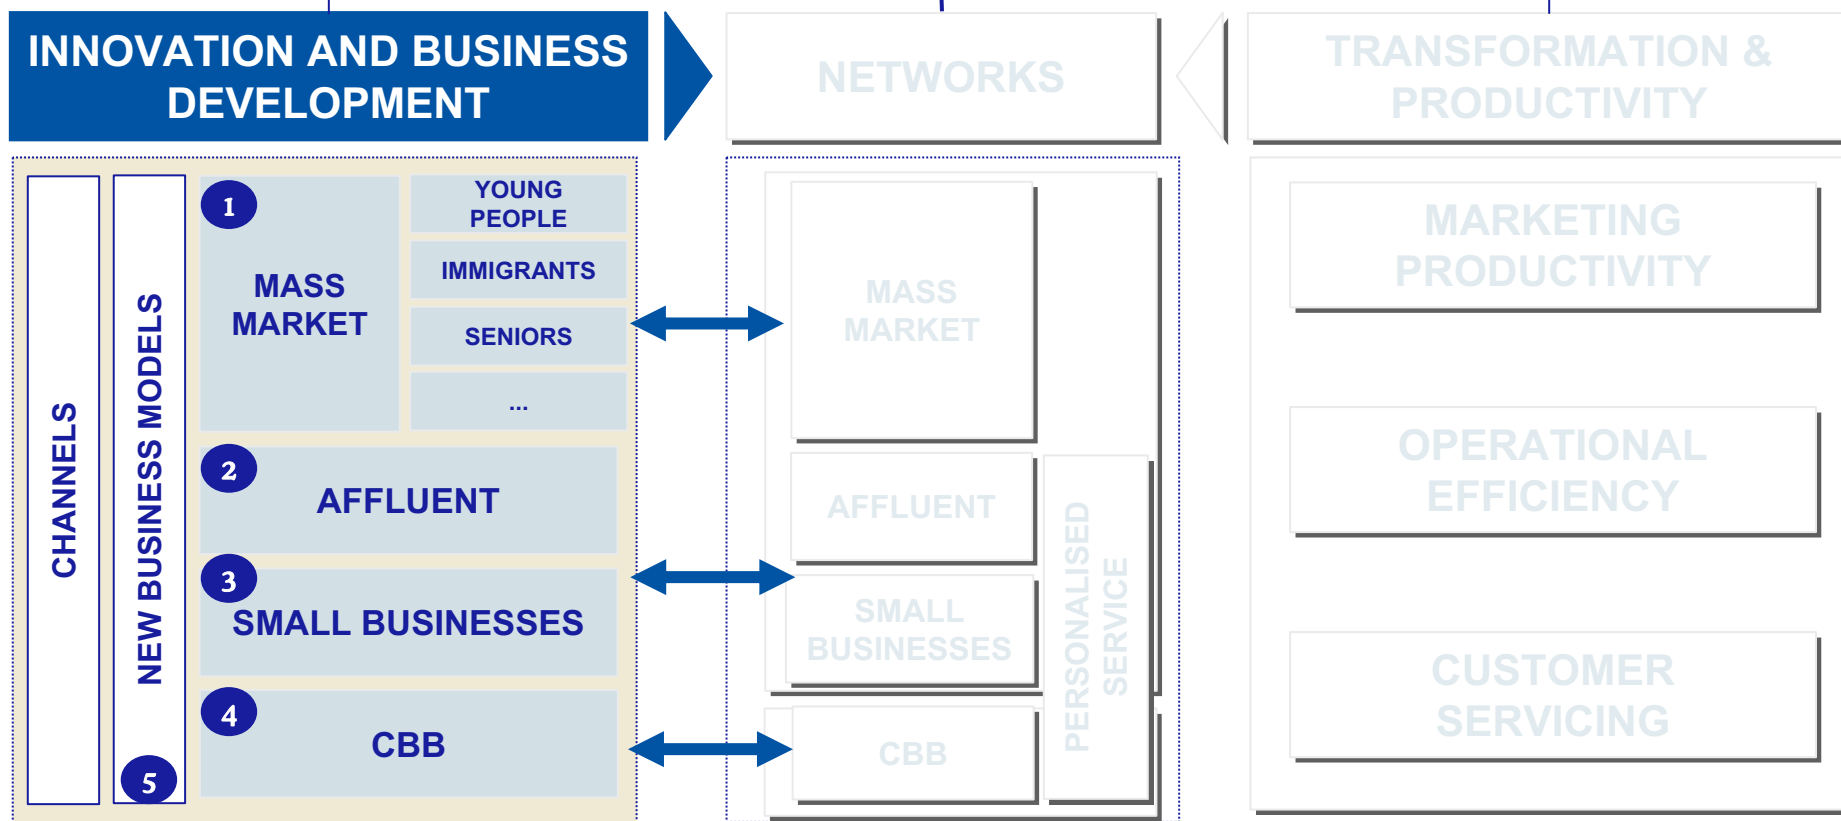 INNOVATION AND BUSINESS
DEVELOPMENT
NETWORKS
TRANSFORMATION &
PRODUCTIVITY
CHANNELS
NEW BUSINESS MODELS
5
1
MASS
MARKET
YOUNG
PEOPLE
IMMIGRANTS
SENIORS
...
2
AFFLUENT
3
SMALL BUSINESSES
4
CBB
MASS
MARKET
AFFLUENT
SMALL
BUSINESSES
CBB
PERSONALISED
SERVICE
MARKETING
PRODUCTIVITY
OPERATIONAL
EFFICIENCY
CUSTOMER
SERVICING